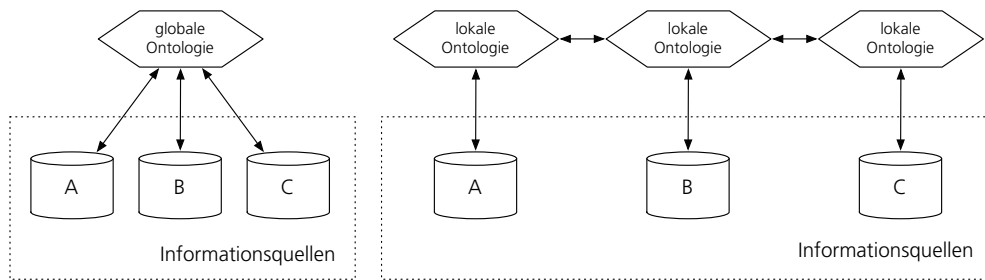 globale
Ontologie
A
B
C
Informationsquellen
lokale
Ontologie
lokale
Ontologie
lokale
Ontologie
A
B
C
Informationsquellen